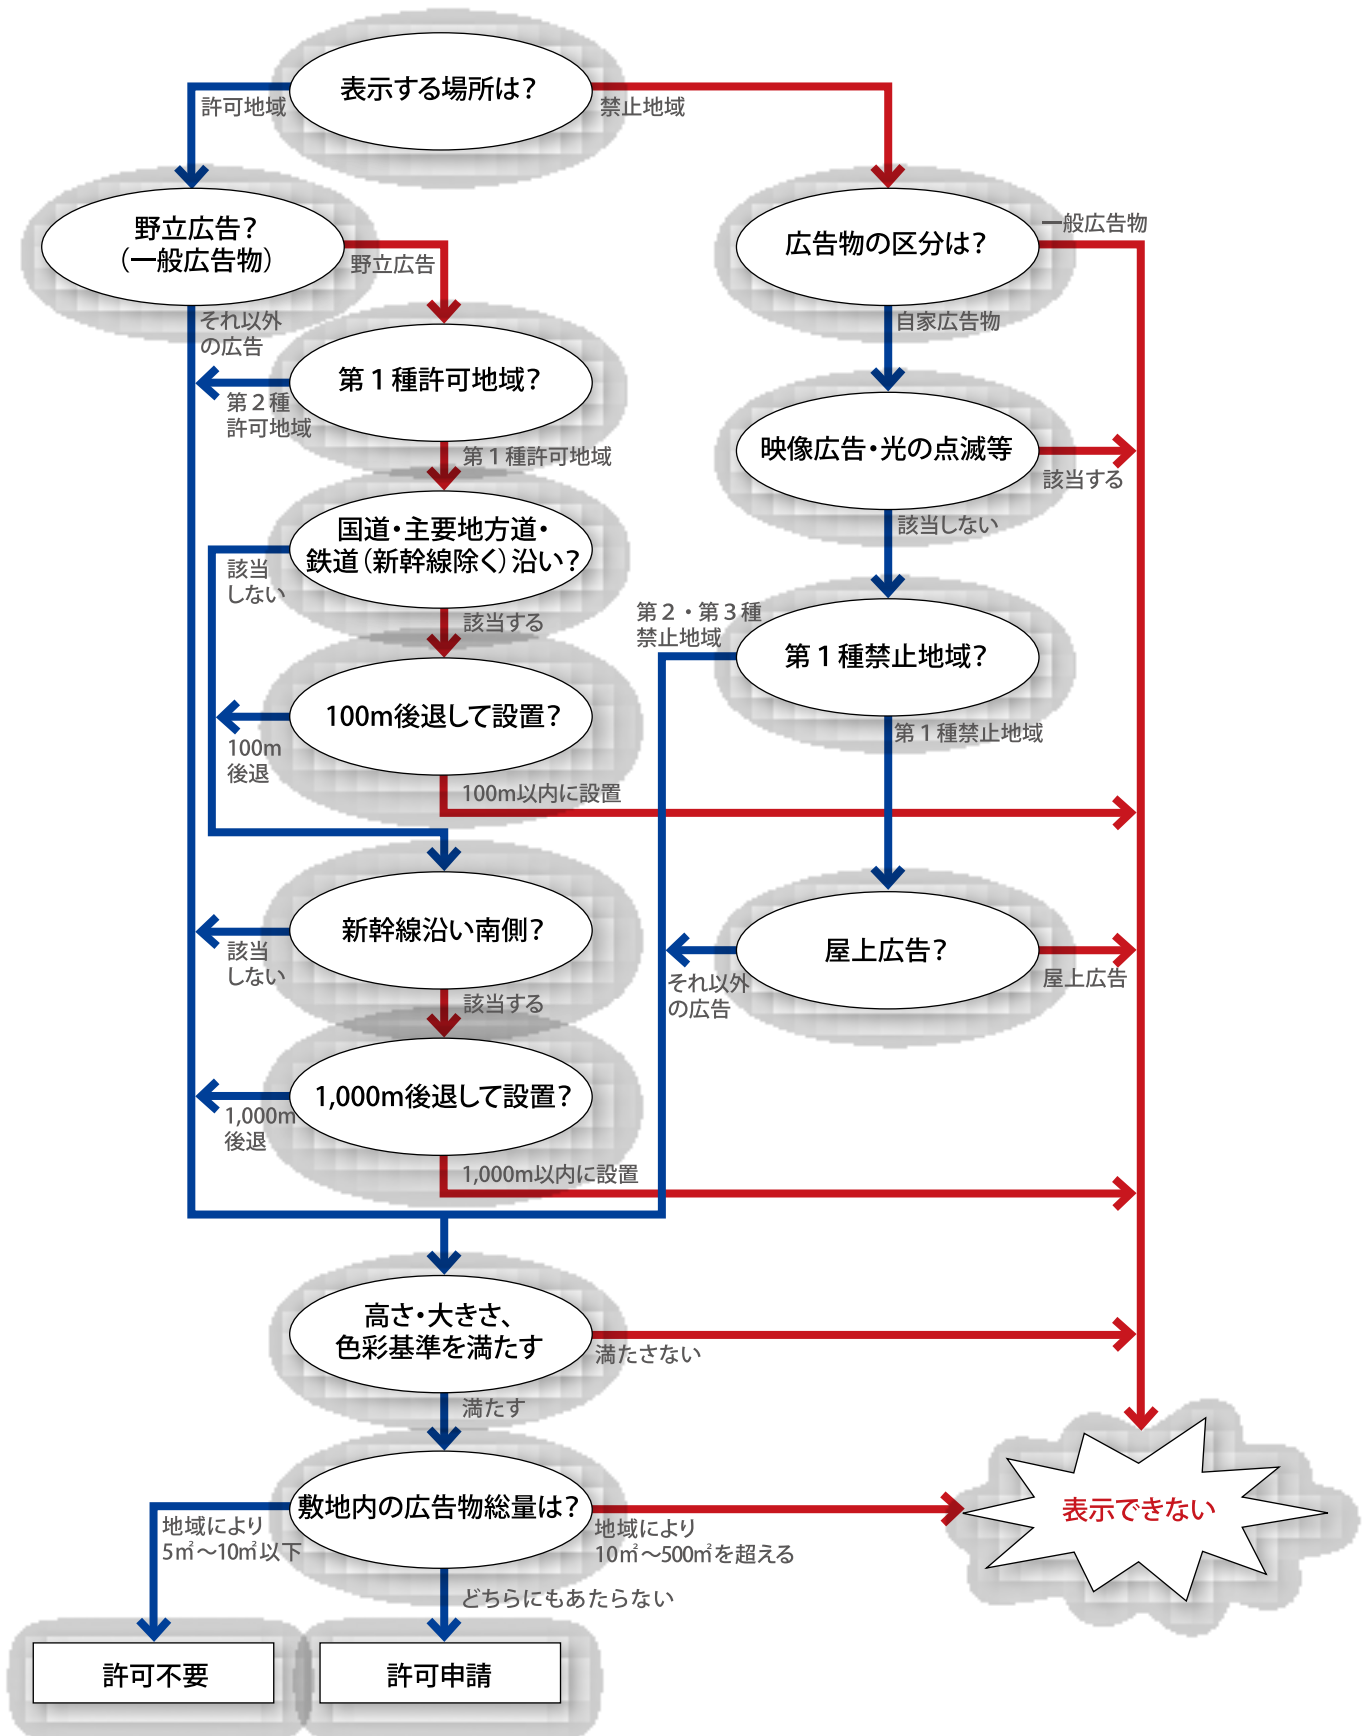 表示する場所は？
許可地域
禁止地域
野立広告？
（一般広告物）
野立広告
それ以外
の広告
広告物の区分は？
一般広告物
自家広告物
第１種許可地域？
第２種
許可地域
第１種許可地域
映像広告・光の点滅等
該当する
該当しない
国道・主要地方道・
鉄道（新幹線除く）沿い？
該当
しない
該当する
第２・第３種
禁止地域
第１種禁止地域？
第１種禁止地域
100m後退して設置？
100m
後退
100m以内に設置
新幹線沿い南側？
該当
しない
該当する
屋上広告？
それ以外
の広告
屋上広告
1,000m後退して設置？
1,000m
後退
1,000m以内に設置
高さ・大きさ、
色彩基準を満たす
満たさない
満たす
敷地内の広告物総量は？
地域により
5㎡～10㎡以下
地域により
10㎡～500㎡を超える
どちらにもあたらない
表示できない
許可不要
許可申請